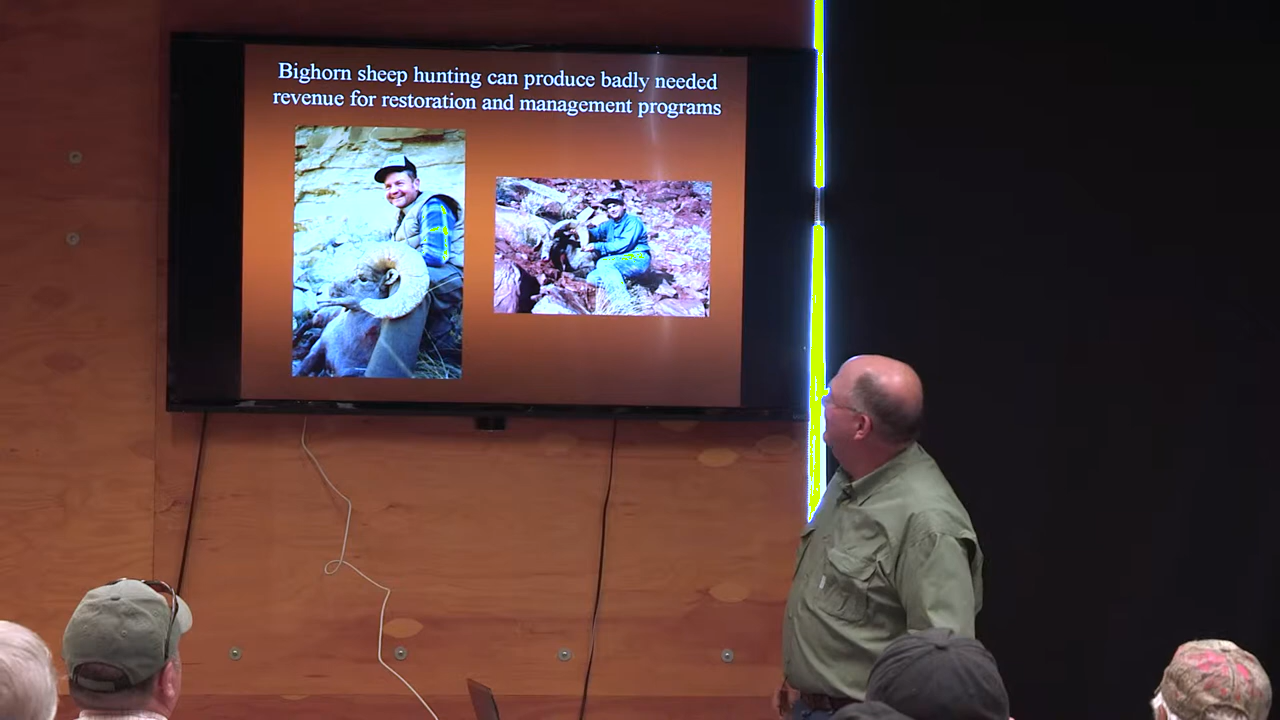 Bighorn sheep hunting can produce badly needed
revenue for restoration and management programs